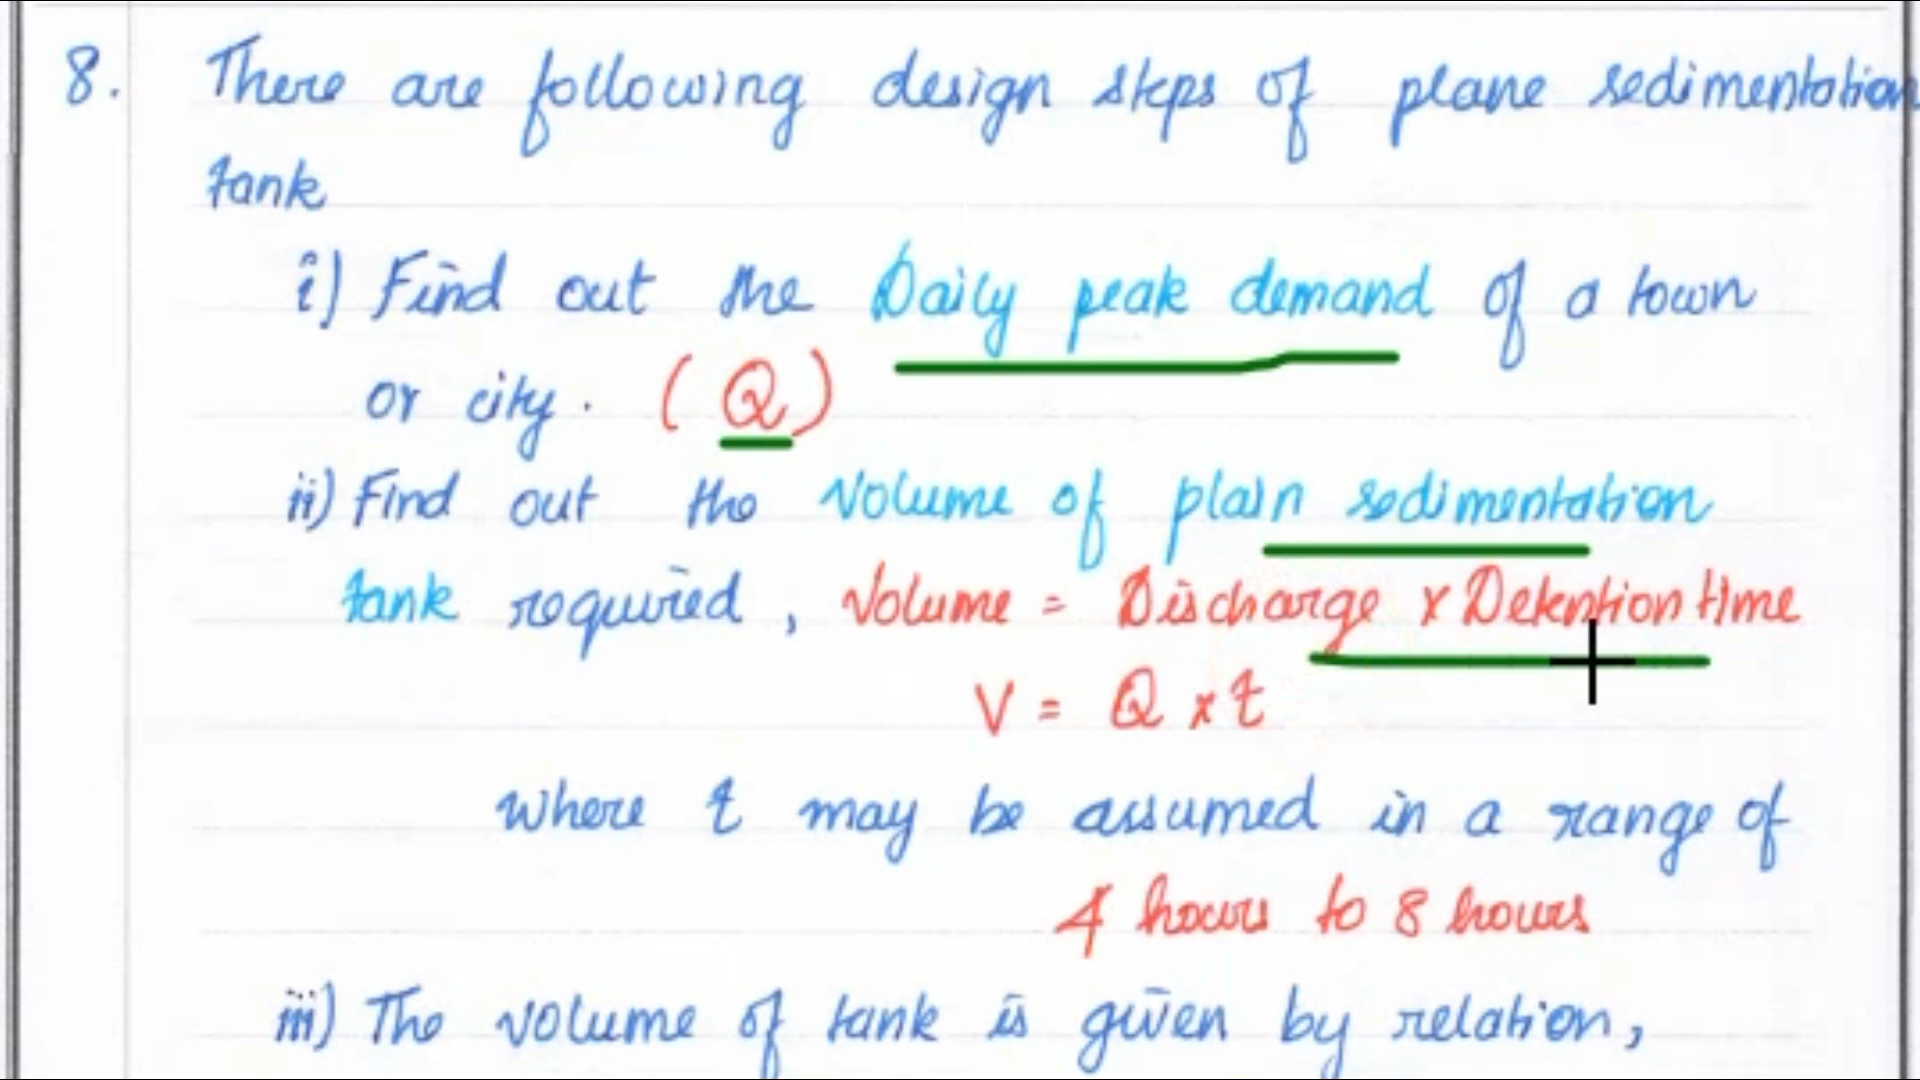 8. There are following design steps of plane sedimentation
tank
i) Find out the Daily peak demand of a town
or city. (Q)
ii) Find out the volume of plain sedimentation
tank required, Volume = Discharge x Detention time
V = Q x t
where t may be assumed in a range of
4 hours to 8 hours
iii) The volume of tank is given by relation,